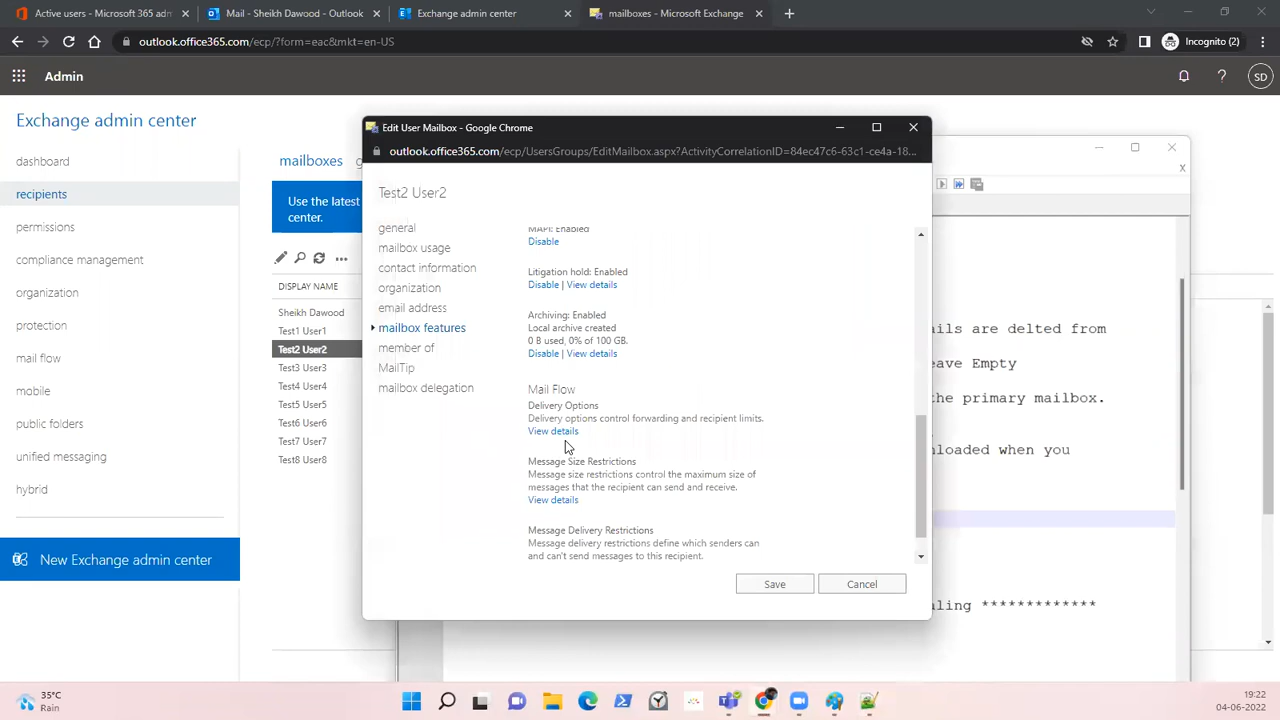 Active users - Microsoft 365 adm
Mail - Sheikh Dawood - Outlook
Exchange admin center
mailboxes - Microsoft Exchange
outlook.office365.com/ecp/?form=eac&mkt=en-US
Incognito (2)
Admin
SD
Exchange admin center
dashboard
recipients
permissions
compliance management
organization
protection
mail flow
mobile
public folders
unified messaging
hybrid
New Exchange admin center
mailboxes
Use the latest
center.
DISPLAY NAME
Sheikh Dawood
Test1 User1
Test2 User2
Test3 User3
Test4 User4
Test5 User5
Test6 User6
Test7 User7
Test8 User8
Edit User Mailbox - Google Chrome
outlook.office365.com/ecp/UsersGroups/EditMailbox.aspx?ActivityCorrelationID=84ec47c6-63c1-ce4a-18...
Test2 User2
general
mailbox usage
contact information
organization
email address
mailbox features
member of
MailTip
mailbox delegation
MAPI: Enabled
Disable
Litigation hold: Enabled
Disable | View details
Archiving: Enabled
Local archive created
0 B used, 0% of 100 GB.
Disable | View details
Mail Flow
Delivery Options
Delivery options control forwarding and recipient limits.
View details
Message Size Restrictions
Message size restrictions control the maximum size of
messages that the recipient can send and receive.
View details
Message Delivery Restrictions
Message delivery restrictions define which senders can
and can't send messages to this recipient.
Save
Cancel
ails are delted from
eave Empty
the primary mailbox.
nloaded when you
aling *************
35°C
Rain
19:22
04-06-2022